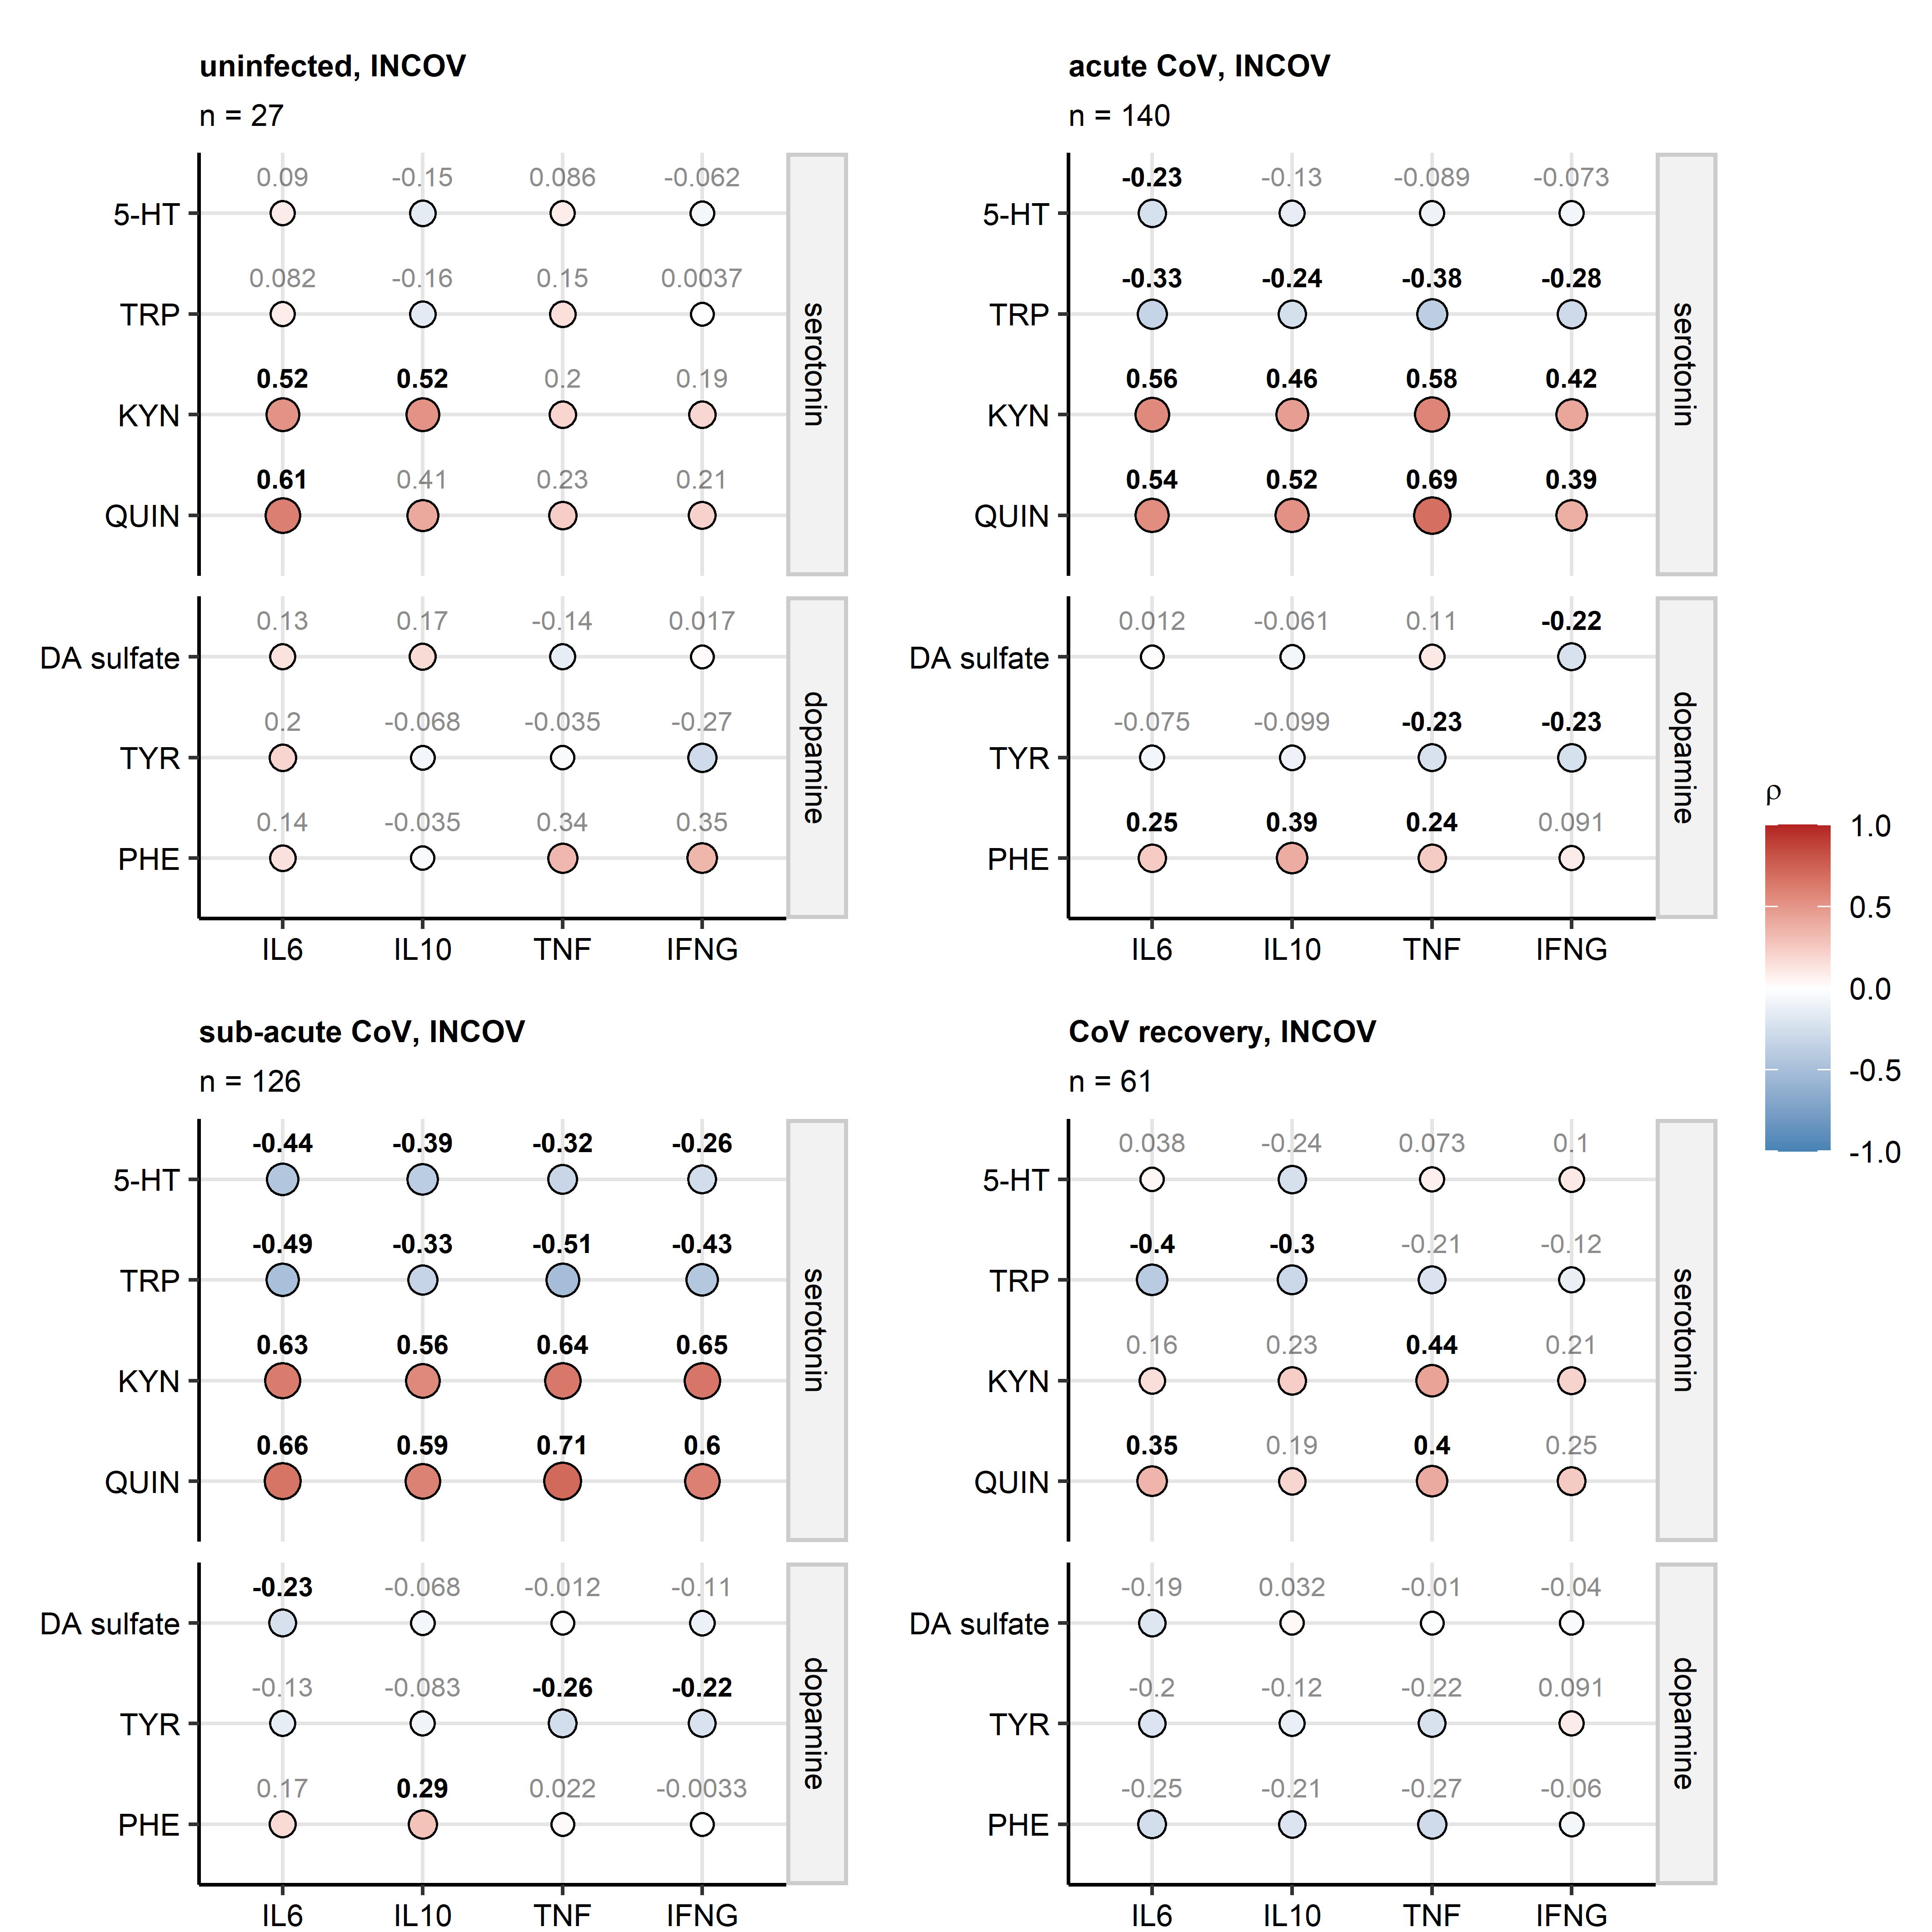 uninfected, INCOV
n = 27
0.09 -0.15 0.086 -0.062
5-HT
0.082 -0.16 0.15 0.0037
TRP
0.52 0.52 0.2 0.19
KYN
0.61 0.41 0.23 0.21
QUIN
serotonin
0.13 0.17 -0.14 0.017
DA sulfate
0.2 -0.068 -0.035 -0.27
TYR
0.14 -0.035 0.34 0.35
PHE
dopamine
IL6 IL10 TNF IFNG
acute CoV, INCOV
n = 140
-0.23 -0.13 -0.089 -0.073
5-HT
-0.33 -0.24 -0.38 -0.28
TRP
0.56 0.46 0.58 0.42
KYN
0.54 0.52 0.69 0.39
QUIN
serotonin
0.012 -0.061 0.11 -0.22
DA sulfate
-0.075 -0.099 -0.23 -0.23
TYR
0.25 0.39 0.24 0.091
PHE
dopamine
IL6 IL10 TNF IFNG
sub-acute CoV, INCOV
n = 126
-0.44 -0.39 -0.32 -0.26
5-HT
-0.49 -0.33 -0.51 -0.43
TRP
0.63 0.56 0.64 0.65
KYN
0.66 0.59 0.71 0.6
QUIN
serotonin
-0.23 -0.068 -0.012 -0.11
DA sulfate
-0.13 -0.083 -0.26 -0.22
TYR
0.17 0.29 0.022 -0.0033
PHE
dopamine
IL6 IL10 TNF IFNG
CoV recovery, INCOV
n = 61
0.038 -0.24 0.073 0.1
5-HT
-0.4 -0.3 -0.21 -0.12
TRP
0.16 0.23 0.44 0.21
KYN
0.35 0.19 0.4 0.25
QUIN
serotonin
-0.19 0.032 -0.01 -0.04
DA sulfate
-0.2 -0.12 -0.22 0.091
TYR
-0.25 -0.21 -0.27 -0.06
PHE
dopamine
IL6 IL10 TNF IFNG
ρ
1.0
0.5
0.0
-0.5
-1.0